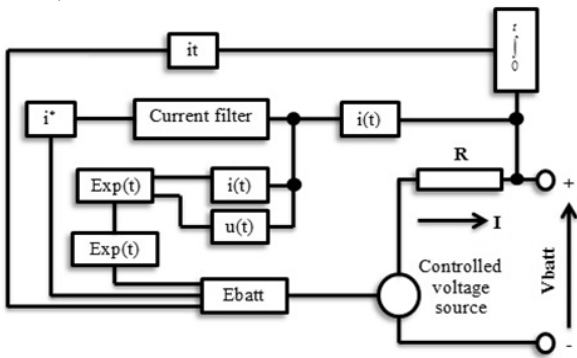 it
t
∫
0
i*
Current filter
i(t)
R
+
Exp(t)
i(t)
I
u(t)
Exp(t)
Vbatt
Ebatt
Controlled
voltage
source
-